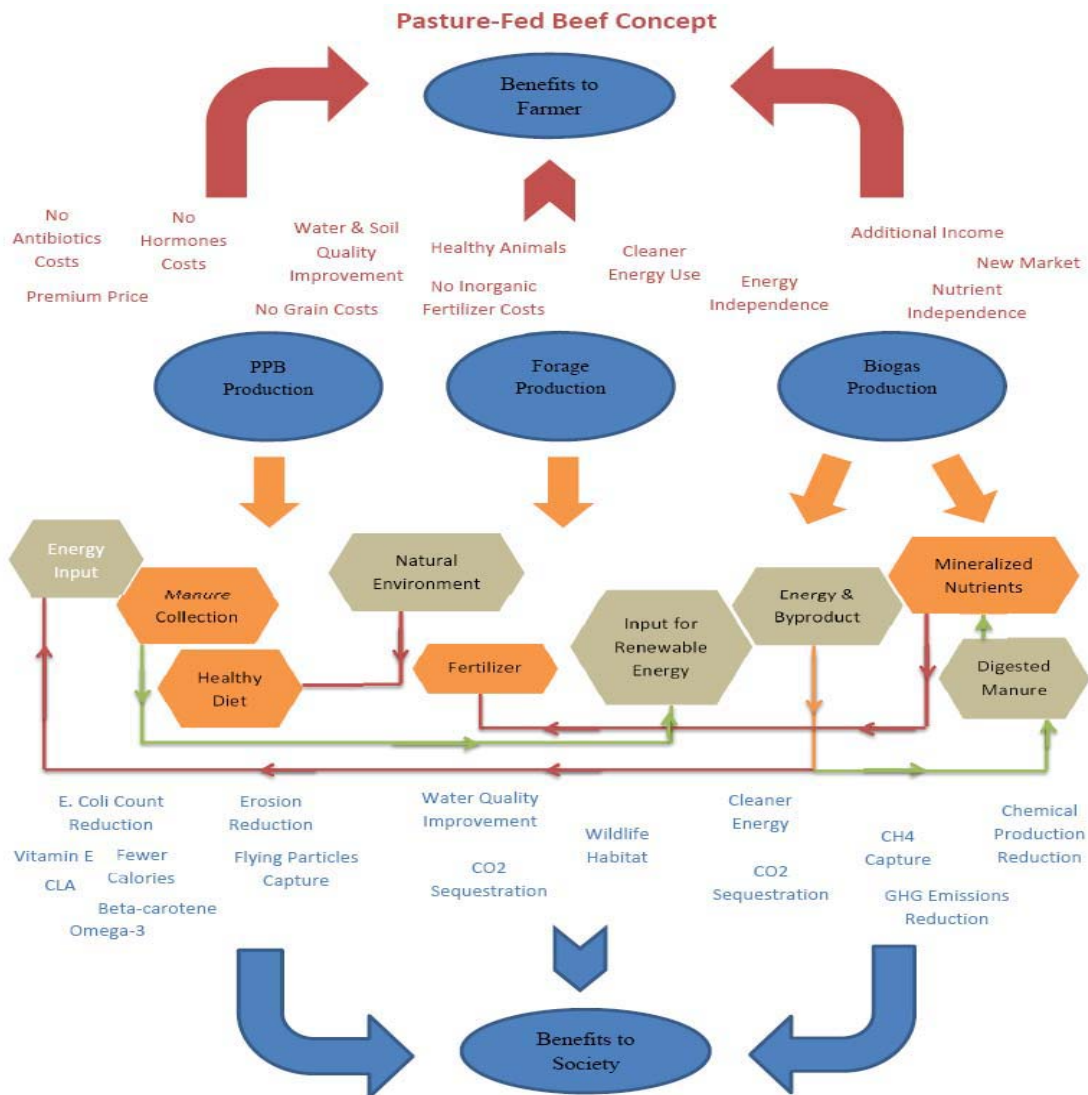 Pasture-Fed Beef Concept
Benefits to
Farmer
No
Antibiotics
Costs
No
Hormones
Costs
Premium Price
Water & Soil
Quality
Improvement
No Grain Costs
Healthy Animals
No Inorganic
Fertilizer Costs
Cleaner
Energy Use
Energy
Independence
Additional Income
New Market
Nutrient
Independence
PPB
Production
Forage
Production
Biogas
Production
Energy
Input
Manure
Collection
Healthy
Diet
Natural
Environment
Fertilizer
Input for
Renewable
Energy
Energy &
Byproduct
Mineralized
Nutrients
Digested
Manure
E. Coli Count
Reduction
Erosion
Reduction
Vitamin E
CLA
Fewer
Calories
Beta-carotene
Omega-3
Flying Particles
Capture
Water Quality
Improvement
CO2
Sequestration
Wildlife
Habitat
Cleaner
Energy
CO2
Sequestration
CH4
Capture
GHG Emissions
Reduction
Chemical
Production
Reduction
Benefits to
Society